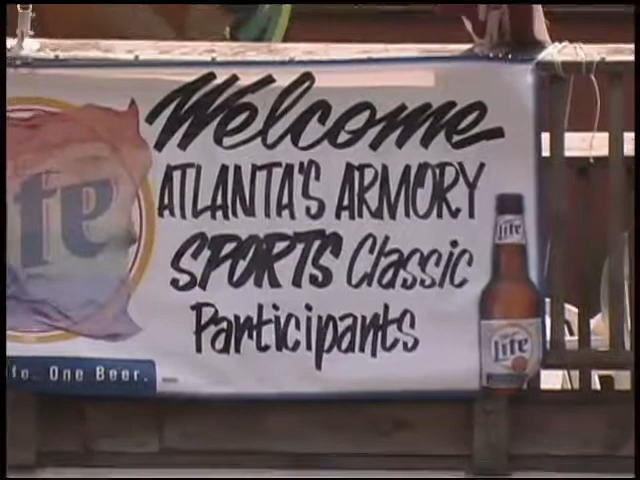 Welcome
ATLANTA'S ARMORY
SPORTS Classic
Participants
lite
lite
One Beer.